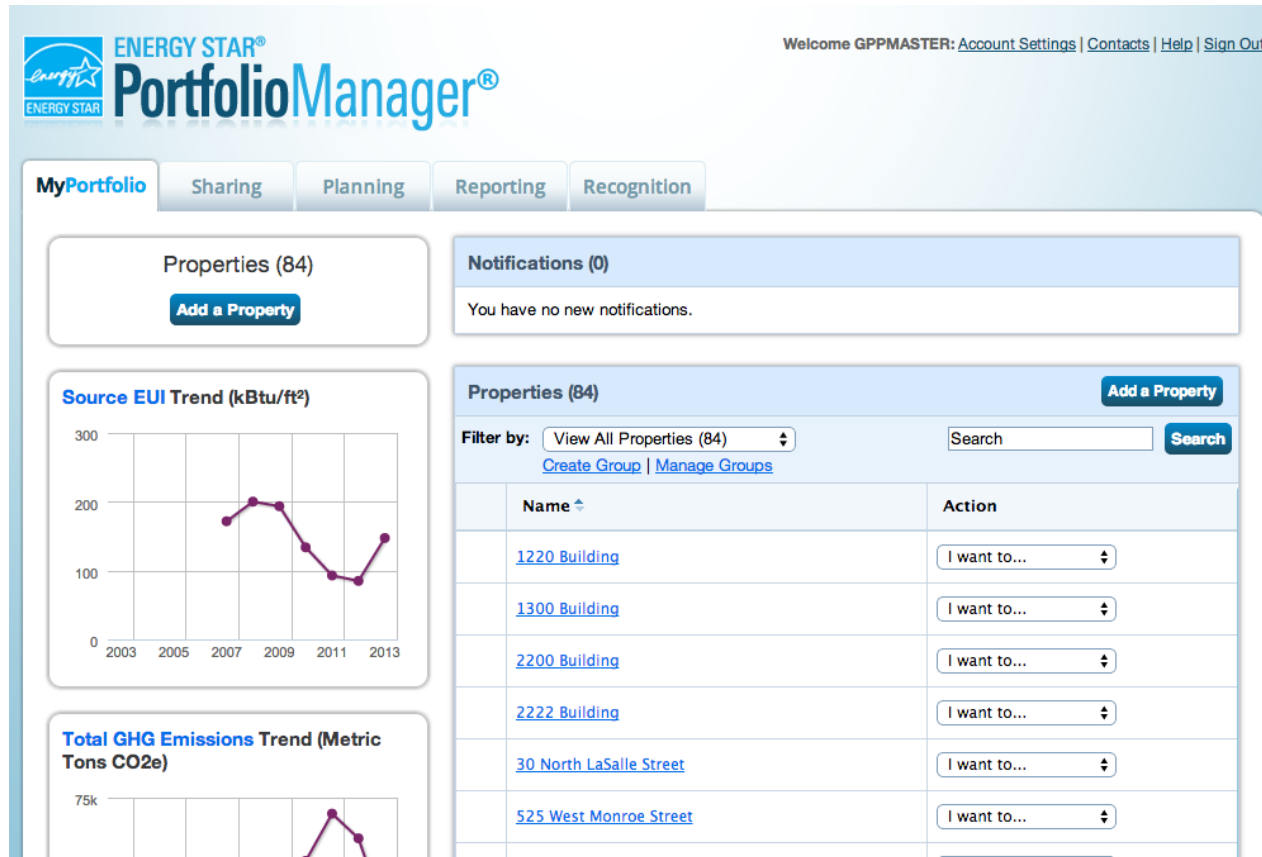 ENERGY STAR®
PortfolioManager®
energy
ENERGY STAR
Welcome GPPMASTER: Account Settings | Contacts | Help | Sign Out
MyPortfolio
Sharing
Planning
Reporting
Recognition
Properties (84)
Add a Property
Source EUI Trend (kBtu/ft²)
300
200
100
0
2003 2005 2007 2009 2011 2013
Total GHG Emissions Trend (Metric
Tons CO2e)
75k
Notifications (0)
You have no new notifications.
Properties (84)
Add a Property
Filter by: View All Properties (84)
Search
Search
Create Group | Manage Groups
Name
Action
1220 Building
I want to...
1300 Building
I want to...
2200 Building
I want to...
2222 Building
I want to...
30 North LaSalle Street
I want to...
525 West Monroe Street
I want to...